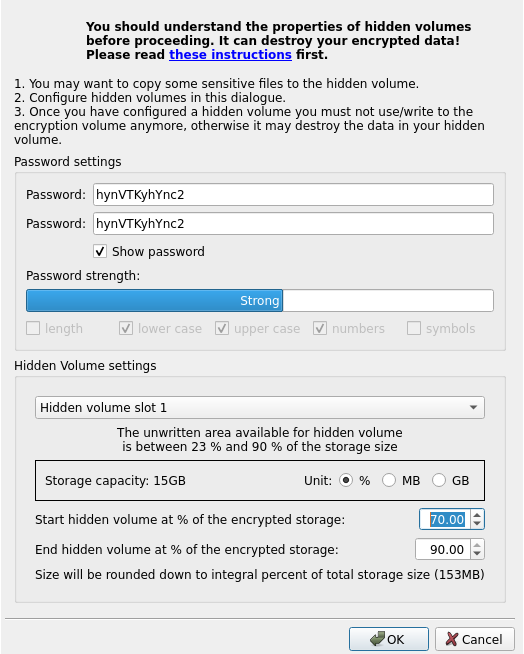 You should understand the properties of hidden volumes
before proceeding. It can destroy your encrypted data!
Please read these instructions first.
1. You may want to copy some sensitive files to the hidden volume.
2. Configure hidden volumes in this dialogue.
3. Once you have configured a hidden volume you must not use/write to the
encryption volume anymore, otherwise it may destroy the data in your hidden
volume.
Password settings
Password: hynVTKyhYnc2
Password: hynVTKyhYnc2
Show password
Password strength:
Strong
length lower case upper case numbers symbols
Hidden Volume settings
Hidden volume slot 1
The unwritten area available for hidden volume
is between 23 % and 90 % of the storage size
Storage capacity: 15GB Unit: % MB GB
Start hidden volume at % of the encrypted storage: 70.00
End hidden volume at % of the encrypted storage: 90.00
Size will be rounded down to integral percent of total storage size (153MB)
OK Cancel